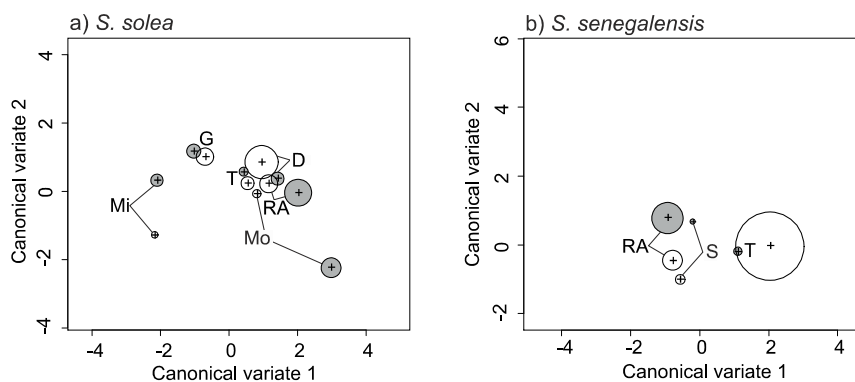 a) S. solea
Canonical variate 2
4
2
0
-2
-4
G
D
T
RA
Mi
Mo
-4 -2 0 2 4
Canonical variate 1
b) S. senegalensis
Canonical variate 2
6
4
2
0
-2
RA
S
T
-4 -2 0 2 4
Canonical variate 1